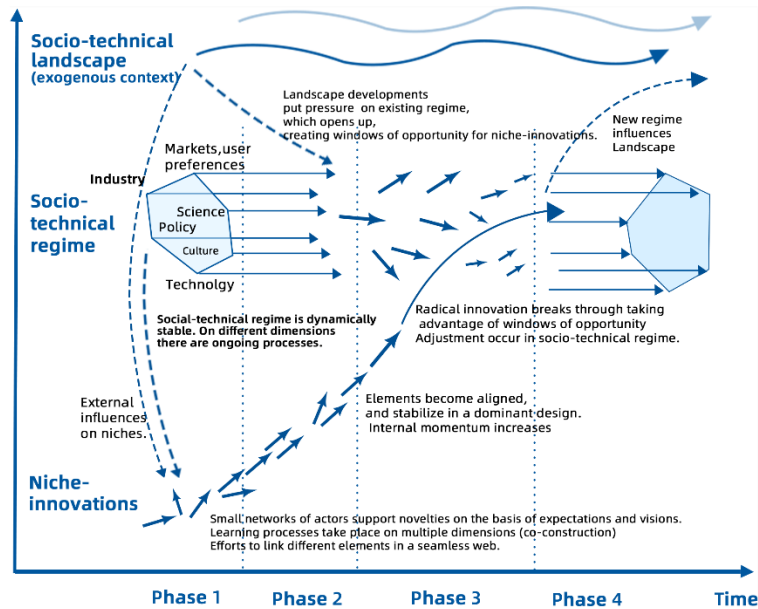 Socio-technical
landscape
(exogenous context)
Landscape developments
put pressure on existing regime,
which opens up,
creating windows of opportunity for niche-innovations.
New regime
influences
Landscape
Markets,user
preferences
Industry
Science
Policy
Culture
Technolgy
Socio-
technical
regime
Social-technical regime is dynamically
stable. On different dimensions
there are ongoing processes.
Radical innovation breaks through taking
advantage of windows of opportunity
Adjustment occur in socio-technical regime.
External
influences
on niches.
Elements become aligned,
and stabilize in a dominant design.
Internal momentum increases
Niche-
innovations
Small networks of actors support novelties on the basis of expectations and visions.
Learning processes take place on multiple dimensions (co-construction)
Efforts to link different elements in a seamless web.
Phase 1
Phase 2
Phase 3
Phase 4
Time